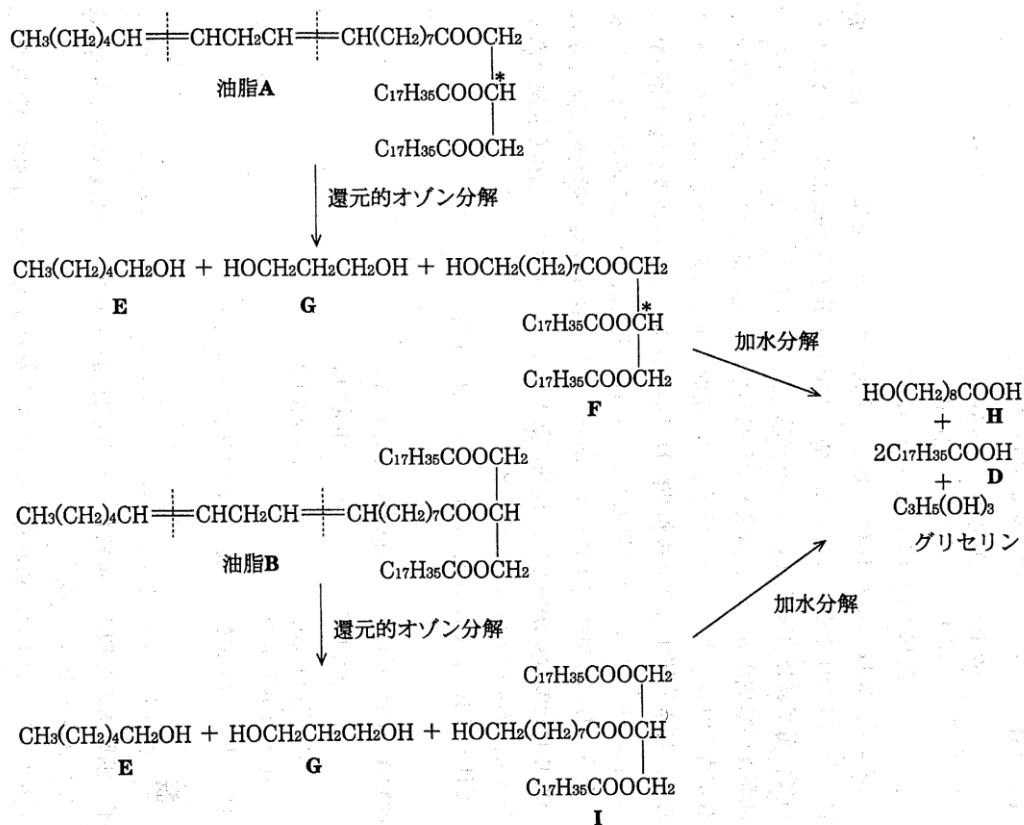 CH₃(CH₂)₄CH=CHCH₂CH=CH(CH₂)₇COOCH₂
油脂A
*
C₁₇H₃₅COOCH
C₁₇H₃₅COOCH₂
還元的オゾン分解
CH₃(CH₂)₄CH₂OH + HOCH₂CH₂CH₂OH + HOCH₂(CH₂)₇COOCH₂
E G
*
C₁₇H₃₅COOCH
C₁₇H₃₅COOCH₂
F
加水分解
HO(CH₂)₈COOH
+ H
2C₁₇H₃₅COOH
+ D
C₃H₅(OH)₃
グリセリン
C₁₇H₃₅COOCH₂
CH₃(CH₂)₄CH=CHCH₂CH=CH(CH₂)₇COOCH
油脂B
C₁₇H₃₅COOCH₂
還元的オゾン分解
加水分解
C₁₇H₃₅COOCH₂
CH₃(CH₂)₄CH₂OH + HOCH₂CH₂CH₂OH + HOCH₂(CH₂)₇COOCH
E G
C₁₇H₃₅COOCH₂
I